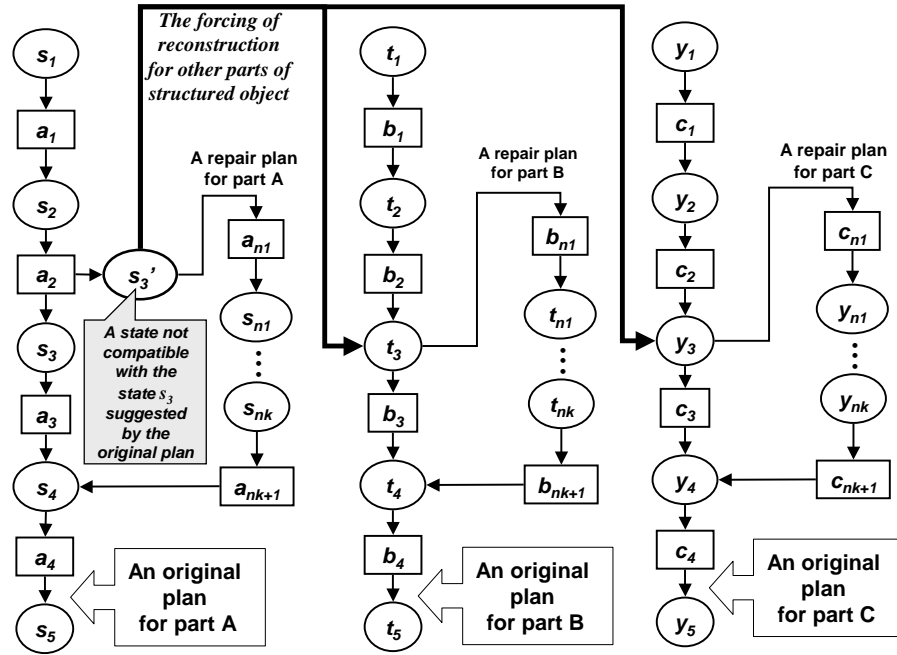 The forcing of
reconstruction
for other parts of
structured object
s1
a1
s2
a2
s3'
s3
a3
s4
a4
s5
A repair plan
for part A
an1
sn1
snk
ank+1
A state not
compatible
with the
state s3
suggested
by the
original plan
An original
plan
for part A
t1
b1
t2
b2
t3
b3
t4
b4
t5
A repair plan
for part B
bn1
tn1
tnk
bnk+1
An original
plan
for part B
y1
c1
y2
c2
y3
c3
y4
c4
y5
A repair plan
for part C
cn1
yn1
ynk
cnk+1
An original
plan
for part C